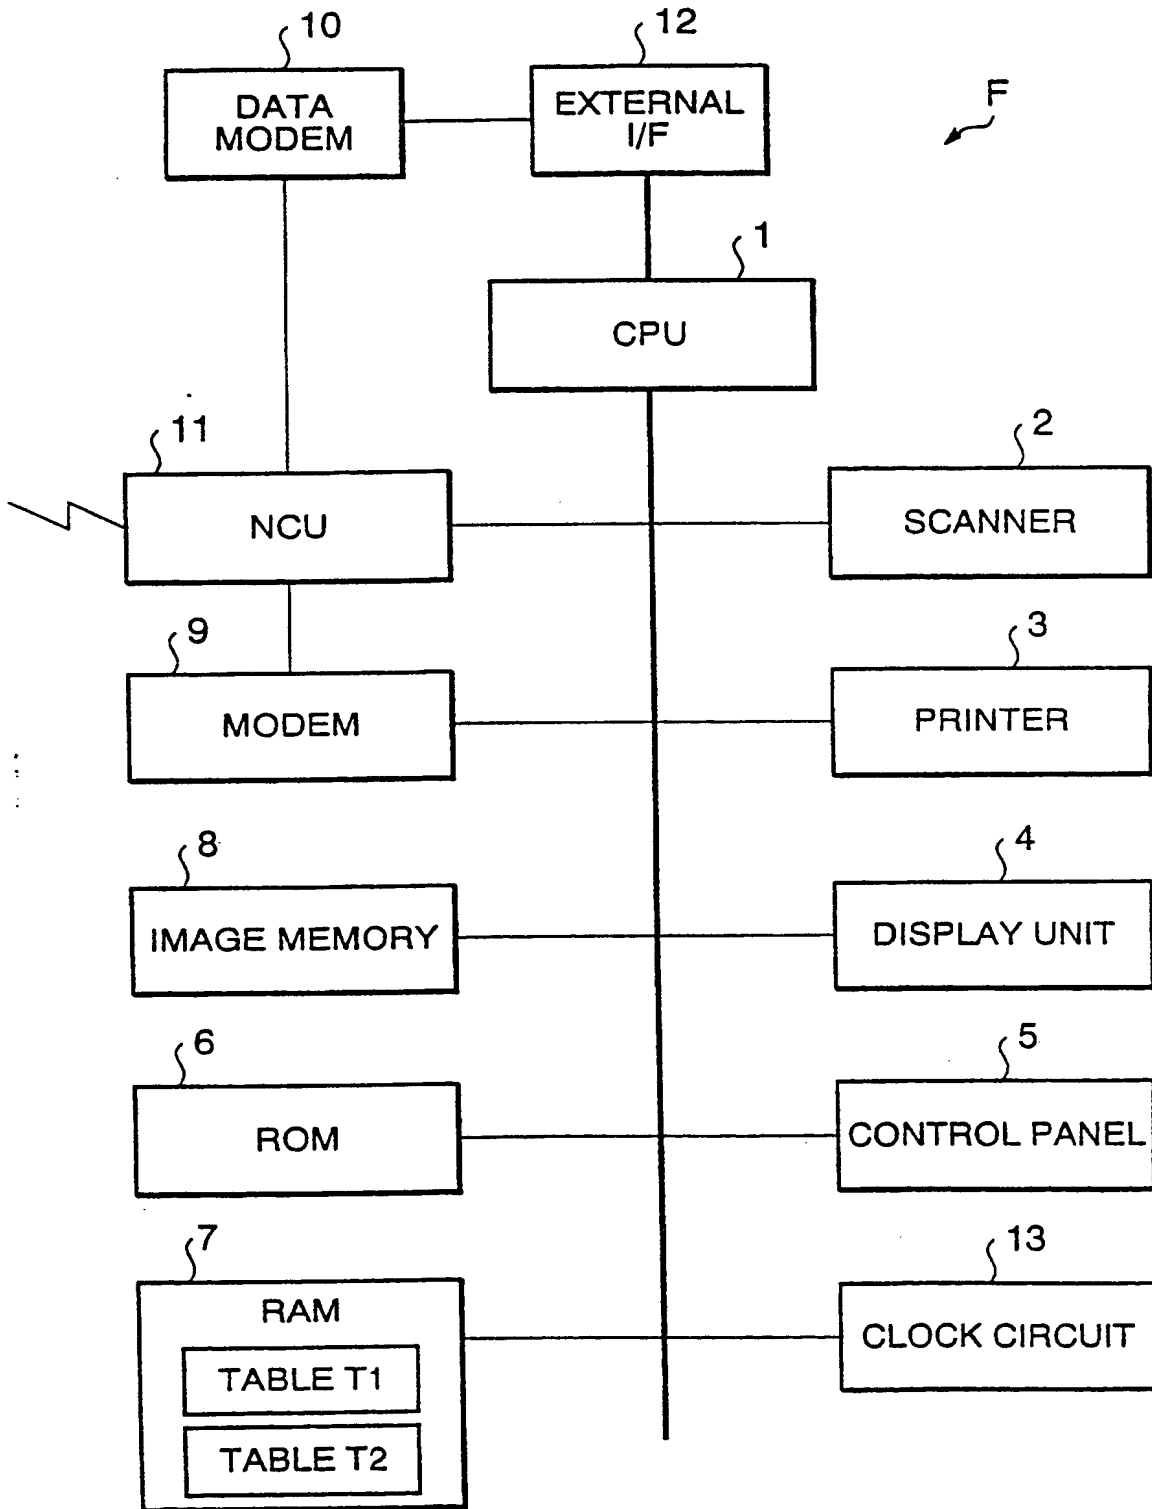 10
DATA
MODEM
12
EXTERNAL
I/F
F
1
CPU
11
NCU
2
SCANNER
9
MODEM
3
PRINTER
8
IMAGE MEMORY
4
DISPLAY UNIT
6
ROM
5
CONTROL PANEL
7
RAM
TABLE T1
TABLE T2
13
CLOCK CIRCUIT